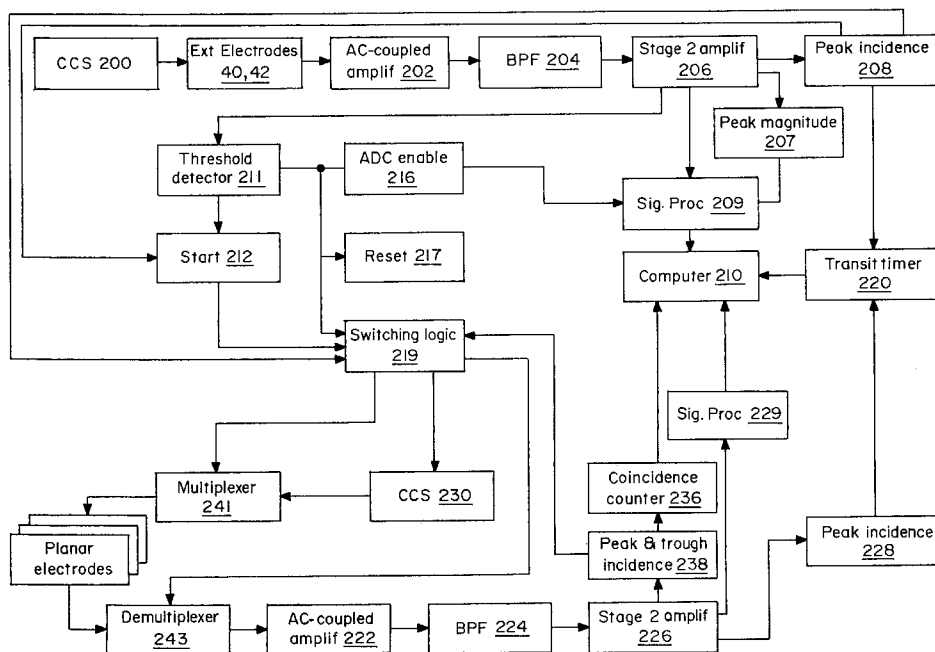 CCS 200
Ext Electrodes
40, 42
AC-coupled
amplif 202
BPF 204
Stage 2 amplif
206
Peak incidence
208
Peak magnitude
207
Threshold
detector 211
ADC enable
216
Sig. Proc 209
Start 212
Reset 217
Computer 210
Transit timer
220
Switching logic
219
Sig. Proc 229
Multiplexer
241
CCS 230
Coincidence
counter 236
Planar
electrodes
Peak & trough
incidence 238
Peak incidence
228
Demultiplexer
243
AC-coupled
amplif 222
BPF 224
Stage 2 amplif
226